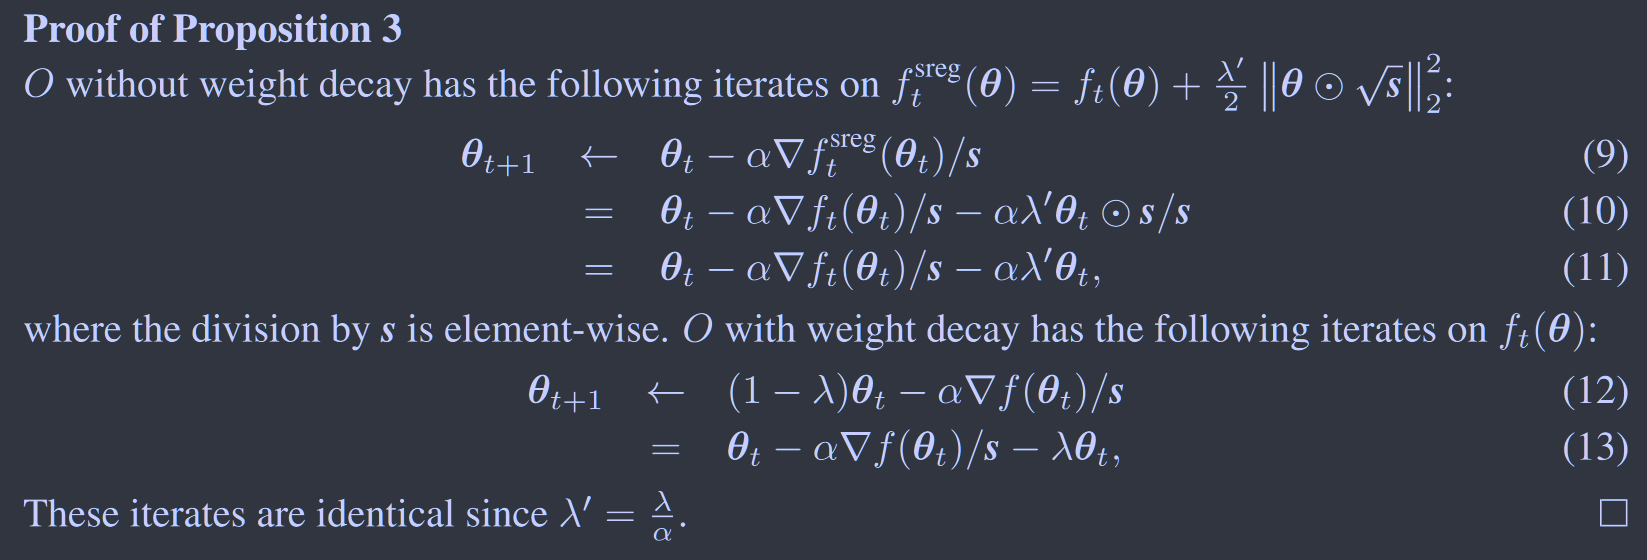 Proof of Proposition 3
O without weight decay has the following iterates on f_t^{sreg}(θ) = f_t(θ) + \frac{λ′}{2} ‖θ ⊙ √s‖_2^2:
θ_{t+1} ← θ_t − α∇f_t^{sreg}(θ_t)/s (9)
= θ_t − α∇f_t(θ_t)/s − αλ′θ_t ⊙ s/s (10)
= θ_t − α∇f_t(θ_t)/s − αλ′θ_t, (11)
where the division by s is element-wise. O with weight decay has the following iterates on f_t(θ):
θ_{t+1} ← (1 − λ)θ_t − α∇f(θ_t)/s (12)
= θ_t − α∇f(θ_t)/s − λθ_t, (13)
These iterates are identical since λ′ = \frac{λ}{α}. □